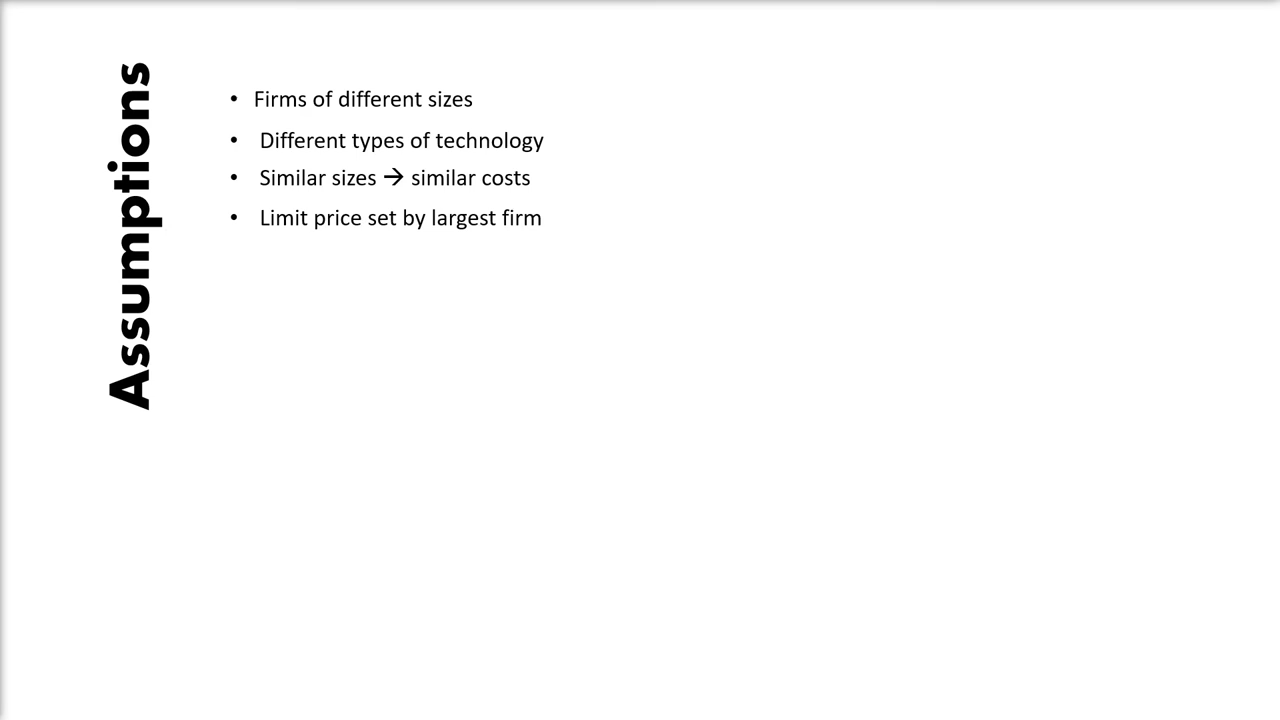 Assumptions
• Firms of different sizes
• Different types of technology
• Similar sizes → similar costs
• Limit price set by largest firm